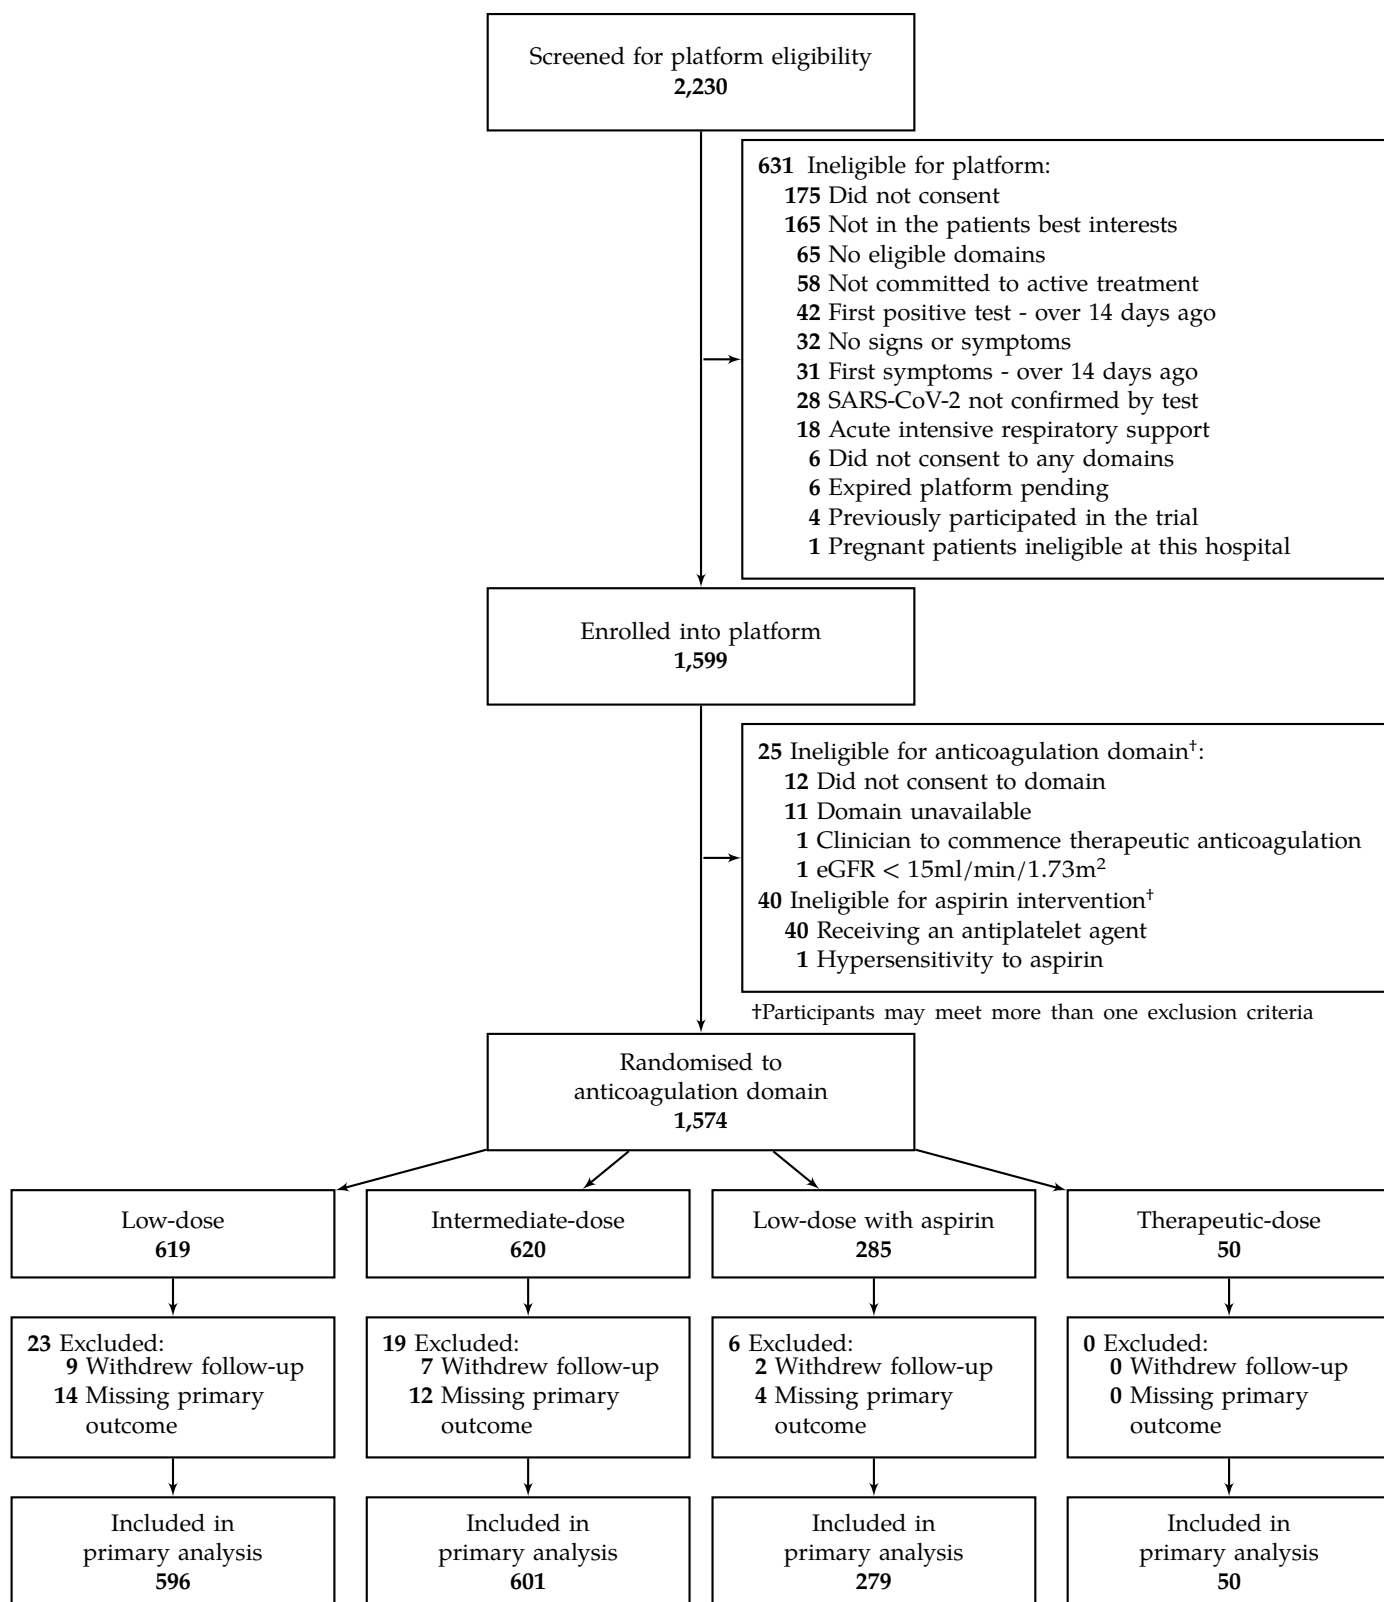 Screened for platform eligibility
2,230
631 Ineligible for platform:
175 Did not consent
165 Not in the patients best interests
65 No eligible domains
58 Not committed to active treatment
42 First positive test - over 14 days ago
32 No signs or symptoms
31 First symptoms - over 14 days ago
28 SARS-CoV-2 not confirmed by test
18 Acute intensive respiratory support
6 Did not consent to any domains
6 Expired platform pending
4 Previously participated in the trial
1 Pregnant patients ineligible at this hospital
Enrolled into platform
1,599
25 Ineligible for anticoagulation domain†:
12 Did not consent to domain
11 Domain unavailable
1 Clinician to commence therapeutic anticoagulation
1 eGFR < 15ml/min/1.73m²
40 Ineligible for aspirin intervention†
40 Receiving an antiplatelet agent
1 Hypersensitivity to aspirin
†Participants may meet more than one exclusion criteria
Randomised to
anticoagulation domain
1,574
Low-dose
619
Intermediate-dose
620
Low-dose with aspirin
285
Therapeutic-dose
50
23 Excluded:
9 Withdrew follow-up
14 Missing primary
outcome
19 Excluded:
7 Withdrew follow-up
12 Missing primary
outcome
6 Excluded:
2 Withdrew follow-up
4 Missing primary
outcome
0 Excluded:
0 Withdrew follow-up
0 Missing primary
outcome
Included in
primary analysis
596
Included in
primary analysis
601
Included in
primary analysis
279
Included in
primary analysis
50